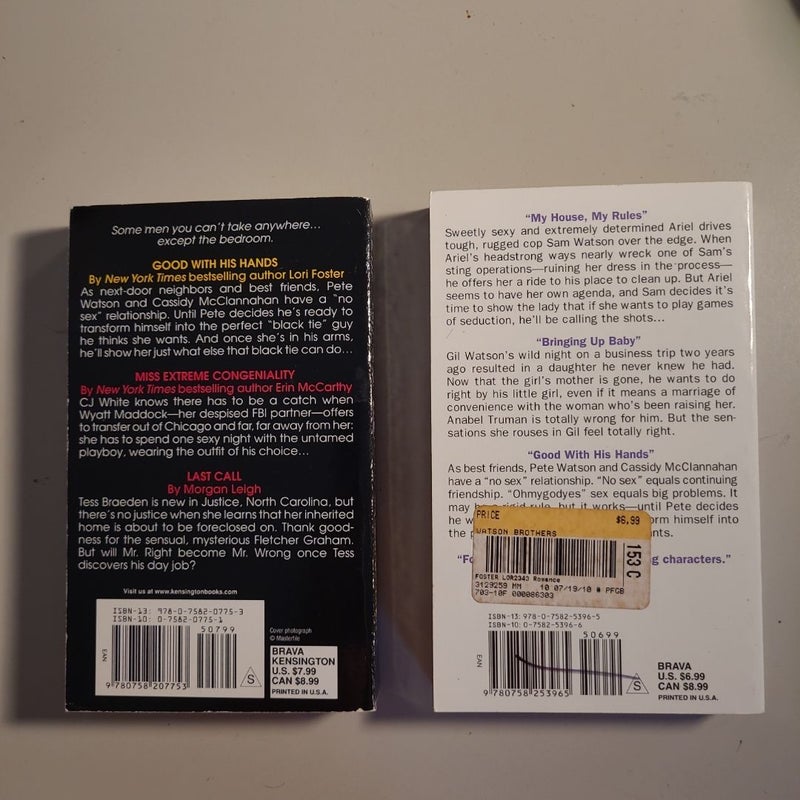 Some men you can't take anywhere...
except the bedroom.
GOOD WITH HIS HANDS
By New York Times bestselling author Lori Foster
As next-door neighbors and best friends, Pete
Watson and Cassidy McClannahan have a "no
sex" relationship. Until Pete decides he's ready to
transform himself into the perfect "black tie" guy
he thinks she wants. And once she's in his arms,
he'll show her just what else that black tie can do...
MISS EXTREME CONGENIALITY
By New York Times bestselling author Erin McCarthy
CJ White knows there has to be a catch when
Wyatt Maddock—her despised FBI partner—offers
to transfer out of Chicago and far, far away from her:
she has to spend one sexy night with the untamed
playboy, wearing the outfit of his choice...
LAST CALL
By Morgan Leigh
Tess Braeden is new in Justice, North Carolina, but
there's no justice when she learns that her inherited
home is about to be foreclosed on. Thank good-
ness for the sensual, mysterious Fletcher Graham.
But will Mr. Right become Mr. Wrong once Tess
discovers his day job?
Visit us at www.kensingtonbooks.com
ISBN-13: 978-0-7582-0775-3
ISBN-10: 0-7582-0775-1
50799
EAN
9 780758 207753
S
Cover photograph
© Masterfile
BRAVA
KENSINGTON
U.S. $7.99
CAN $8.99
PRINTED IN U.S.A.
"My House, My Rules"
Sweetly sexy and extremely determined Ariel drives
tough, rugged cop Sam Watson over the edge. When
Ariel's headstrong ways nearly wreck one of Sam's
sting operations—ruining her dress in the process—
he offers her a ride to his place to clean up. But Ariel
seems to have her own agenda, and Sam decides it's
time to show the lady that if she wants to play games
of seduction, he'll be calling the shots...
"Bringing Up Baby"
Gil Watson's wild night on a business trip two years
ago resulted in a daughter he never knew he had.
Now that the girl's mother is gone, he wants to do
right by his little girl, even if it means a marriage of
convenience with the woman who's been raising her.
Anabel Truman is totally wrong for him. But the sen-
sations she rouses in Gil feel totally right.
"Good With His Hands"
As best friends, Pete Watson and Cassidy McClannahan
have a "no sex" relationship. "No sex" equals continuing
friendship. "Ohmygodyes" sex equals big problems. It
may rigid rule, but it works—until Pete decides
he himself into
the
characters."
PRICE
$6.99
WATSON BROTHERS
153 C
FOSTER LOR2343 Romance
3129259 MM 10 07/19/10 # PFGB
703-10F 000086303
ISBN-13: 978-0-7582-5396-5
ISBN-10: 0-7582-5396-6
50699
EAN
9 780758 253965
S
BRAVA
U.S. $6.99
CAN $8.99
PRINTED IN U.S.A.